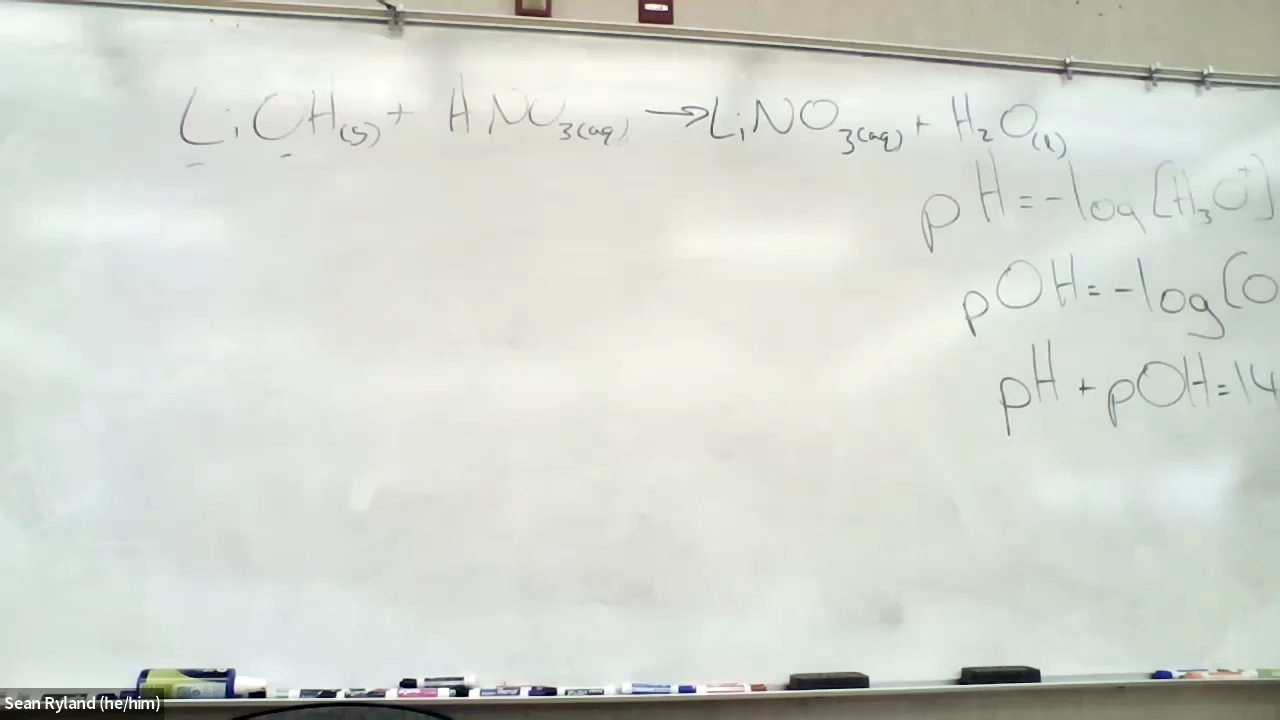 LiOH(s) + HNO3(aq) → LiNO3(aq) + H2O(l)
pH = -log [H3O+]
pOH = -log [O
pH + pOH = 14
Sean Ryland (he/him)